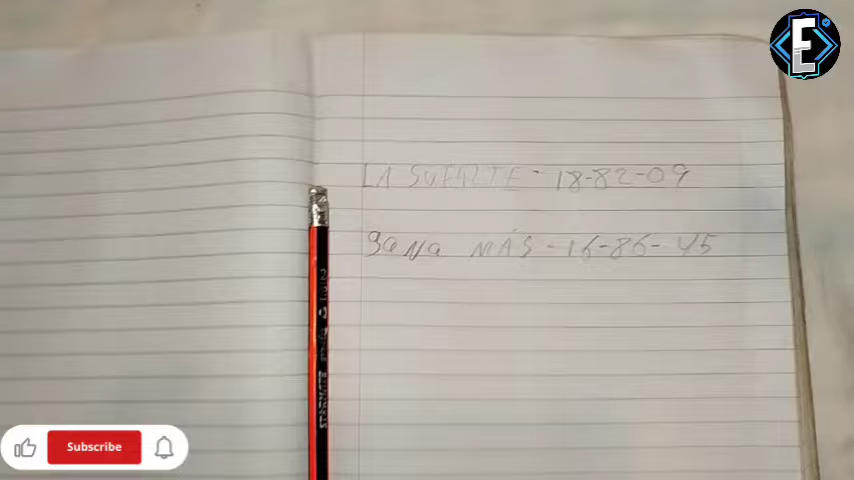 LA SUERTE - 18-82-09
gana MÁS - 16-86-45
E
Subscribe